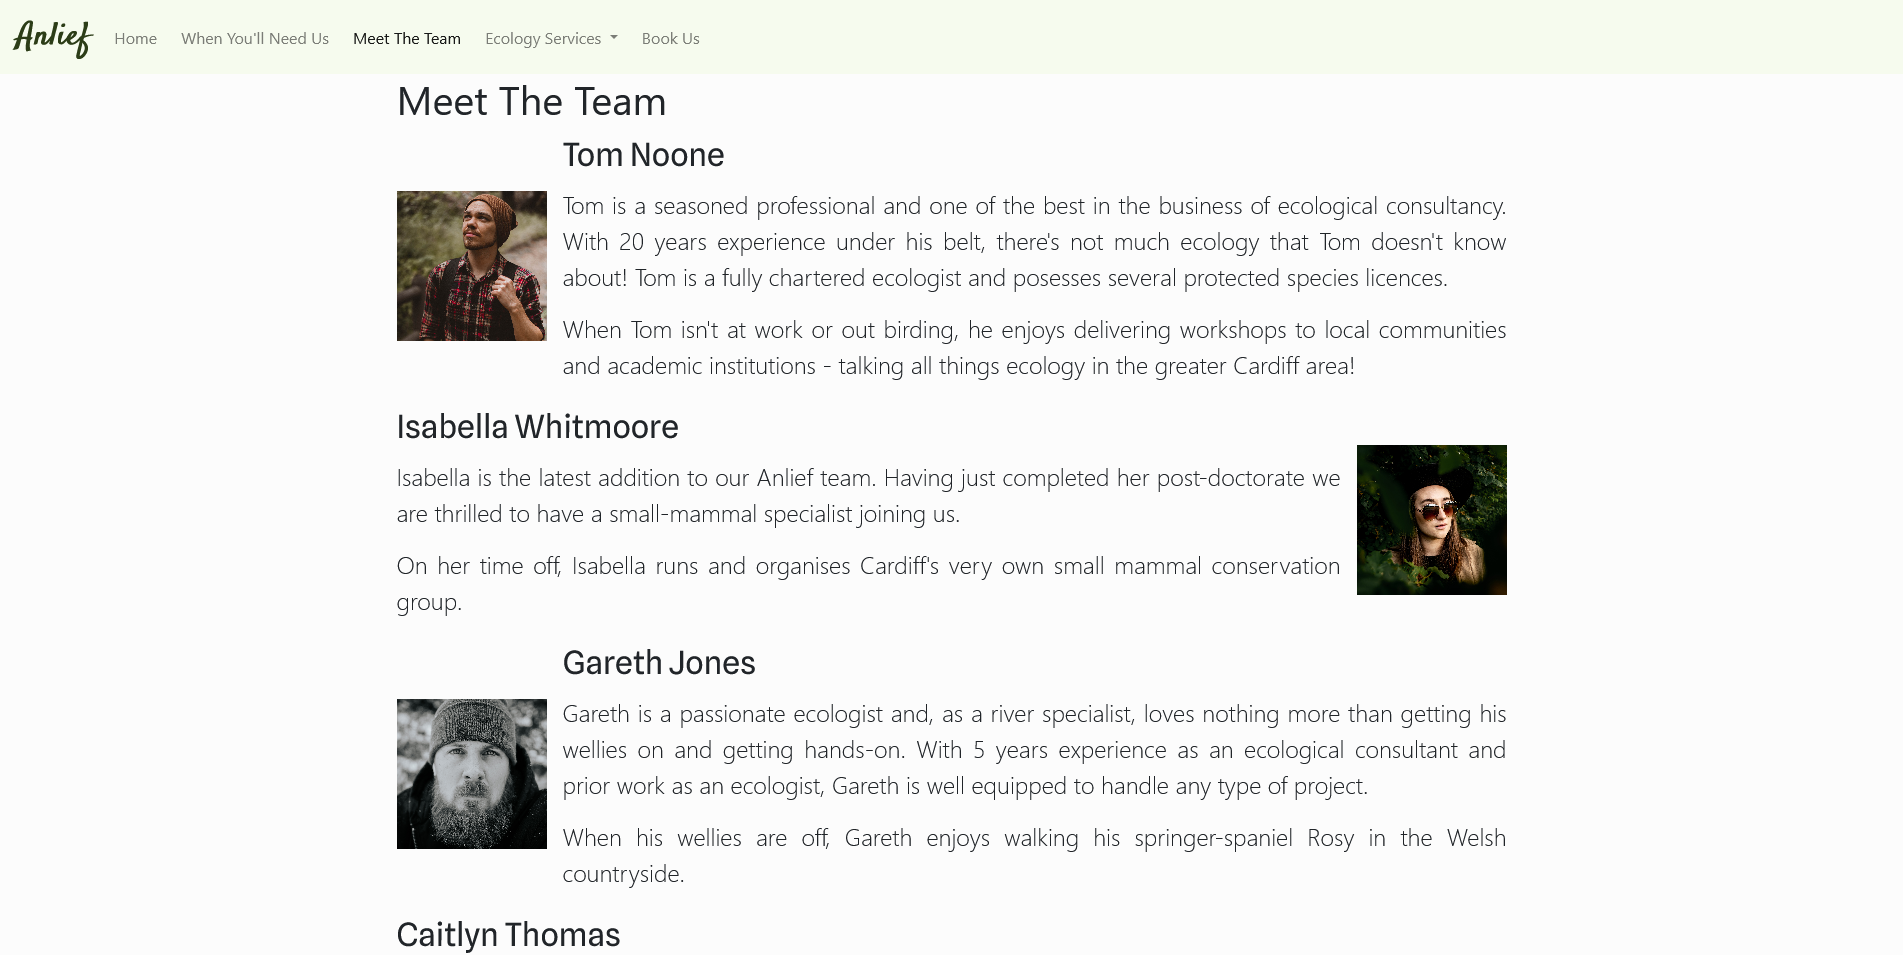 Anlief Home When You'll Need Us Meet The Team Ecology Services Book Us
Meet The Team
Tom Noone
Tom is a seasoned professional and one of the best in the business of ecological consultancy.
With 20 years experience under his belt, there's not much ecology that Tom doesn't know
about! Tom is a fully chartered ecologist and posesses several protected species licences.
When Tom isn't at work or out birding, he enjoys delivering workshops to local communities
and academic institutions - talking all things ecology in the greater Cardiff area!
Isabella Whitmoore
Isabella is the latest addition to our Anlief team. Having just completed her post-doctorate we
are thrilled to have a small-mammal specialist joining us.
On her time off, Isabella runs and organises Cardiff's very own small mammal conservation
group.
Gareth Jones
Gareth is a passionate ecologist and, as a river specialist, loves nothing more than getting his
wellies on and getting hands-on. With 5 years experience as an ecological consultant and
prior work as an ecologist, Gareth is well equipped to handle any type of project.
When his wellies are off, Gareth enjoys walking his springer-spaniel Rosy in the Welsh
countryside.
Caitlyn Thomas